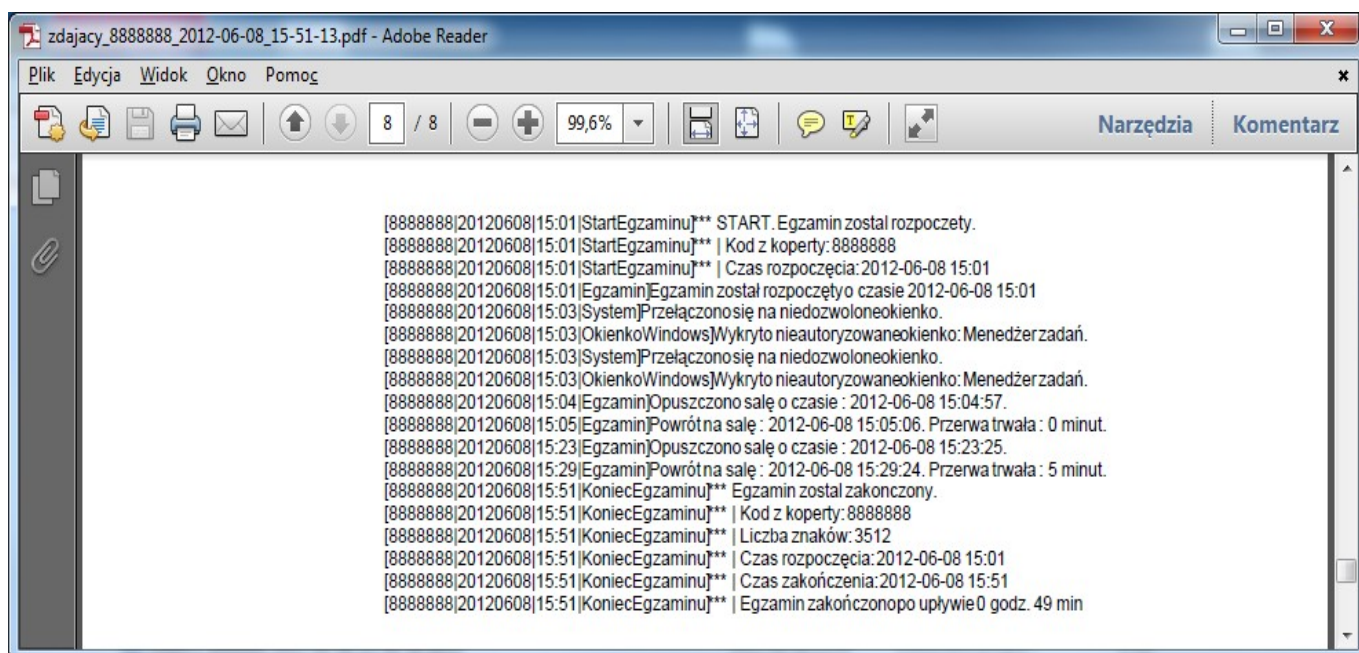 zdajacy_8888888_2012-06-08_15-51-13.pdf - Adobe Reader
Plik Edycja Widok Okno Pomoc
8 / 8 99,6% Narzędzia Komentarz
[8888888|20120608|15:01|StartEgzaminu]*** START. Egzamin zostal rozpoczety.
[8888888|20120608|15:01|StartEgzaminu]*** | Kod z koperty: 8888888
[8888888|20120608|15:01|StartEgzaminu]*** | Czas rozpoczęcia: 2012-06-08 15:01
[8888888|20120608|15:01|Egzamin]Egzamin został rozpoczęty o czasie 2012-06-08 15:01
[8888888|20120608|15:03|System]Przełączono się na niedozwolone okienko.
[8888888|20120608|15:03|OkienkoWindows]Wykryto nieautoryzowane okienko: Menedżer zadań.
[8888888|20120608|15:03|System]Przełączono się na niedozwolone okienko.
[8888888|20120608|15:03|OkienkoWindows]Wykryto nieautoryzowane okienko: Menedżer zadań.
[8888888|20120608|15:04|Egzamin]Opuszczono salę o czasie : 2012-06-08 15:04:57.
[8888888|20120608|15:05|Egzamin]Powrót na salę : 2012-06-08 15:05:06. Przerwa trwała : 0 minut.
[8888888|20120608|15:23|Egzamin]Opuszczono salę o czasie : 2012-06-08 15:23:25.
[8888888|20120608|15:29|Egzamin]Powrót na salę : 2012-06-08 15:29:24. Przerwa trwała : 5 minut.
[8888888|20120608|15:51|KoniecEgzaminu]*** Egzamin zostal zakonczony.
[8888888|20120608|15:51|KoniecEgzaminu]*** | Kod z koperty: 8888888
[8888888|20120608|15:51|KoniecEgzaminu]*** | Liczba znaków: 3512
[8888888|20120608|15:51|KoniecEgzaminu]*** | Czas rozpoczęcia: 2012-06-08 15:01
[8888888|20120608|15:51|KoniecEgzaminu]*** | Czas zakończenia: 2012-06-08 15:51
[8888888|20120608|15:51|KoniecEgzaminu]*** | Egzamin zakończono po upływie 0 godz. 49 min